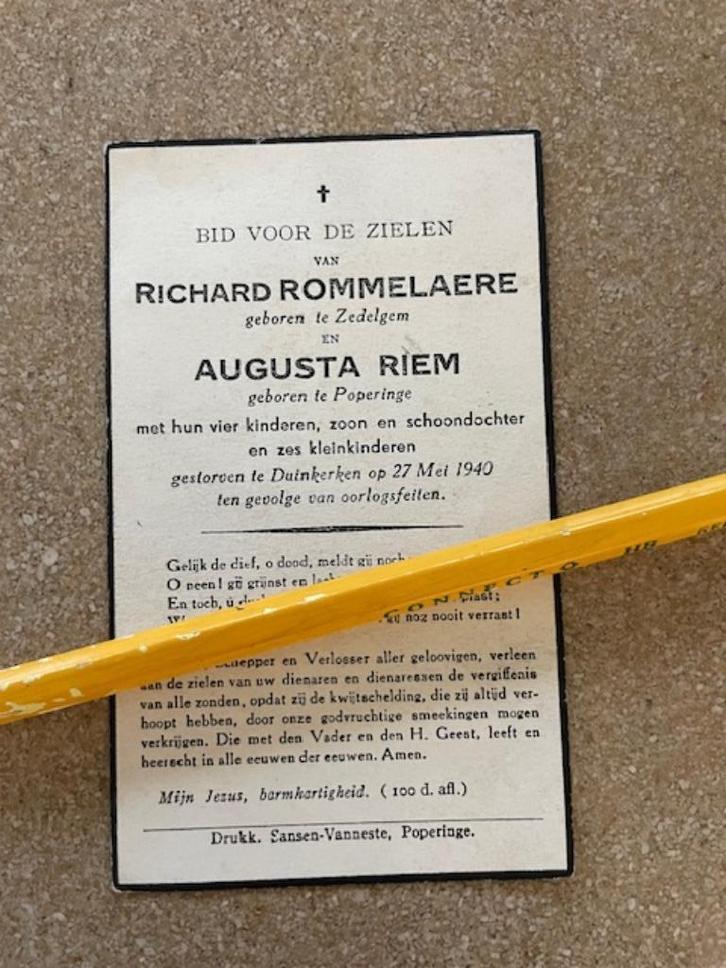 BID VOOR DE ZIELEN
VAN
RICHARD ROMMELAERE
geboren te Zedelgem
EN
AUGUSTA RIEM
geboren te Poperinge
met hun vier kinderen, zoon en schoondochter
en zes kleinkinderen
gestorven te Duinkerken op 27 Mei 1940
ten gevolge van oorlogsfeiten.
Gelijk de dief, o dood, meldt gij noch
O neen! gij grijnst en
En toch,
gij nog nooit verrast!
CONNECT-O HB
Schepper en Verlosser aller geloovigen, verleen
aan de zielen van uw dienaren en dienaressen de vergiffenis
van alle zonden, opdat zij de kwijtschelding, die zij altijd ver-
hoopt hebben, door onze godvruchtige smeekingen mogen
verkrijgen. Die met den Vader en den H. Geest, leeft en
heerscht in alle eeuwen der eeuwen. Amen.
Mijn Jezus, barmhartigheid. (100 d. afl.)
Drukk. Sansen-Vanneste, Poperinge.